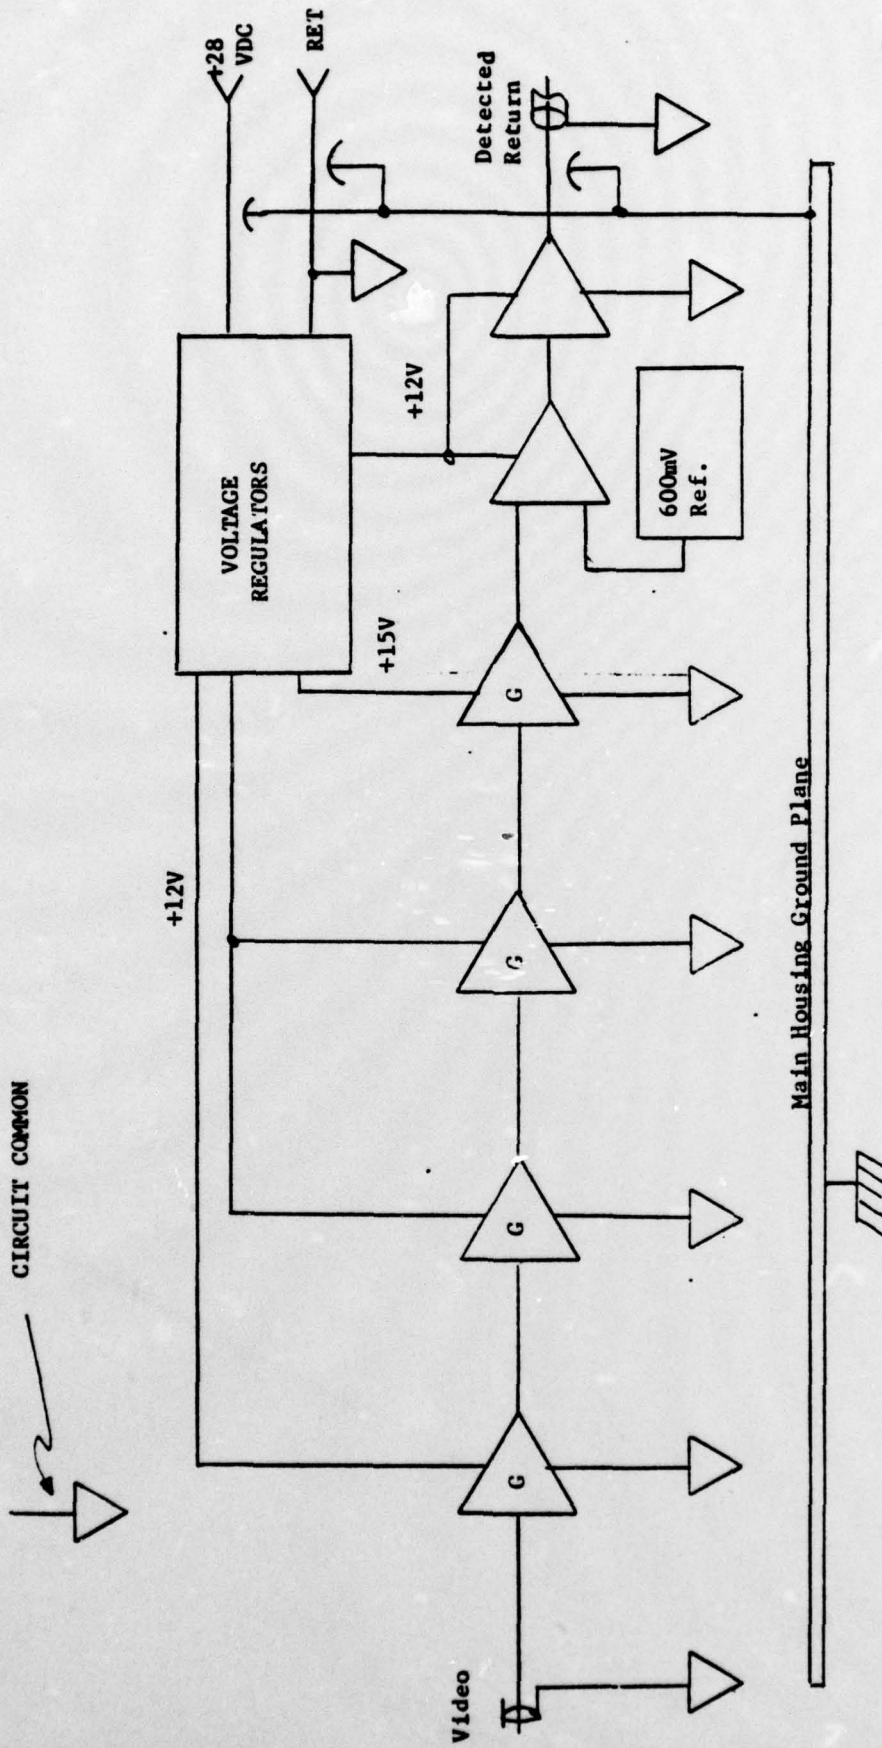 CIRCUIT COMMON
+12V
VOLTAGE
REGULATORS
+28
VDC
RET
+15V
+12V
Video
G
G
G
G
600mV
Ref.
Detected
Return
Main Housing Ground Plane